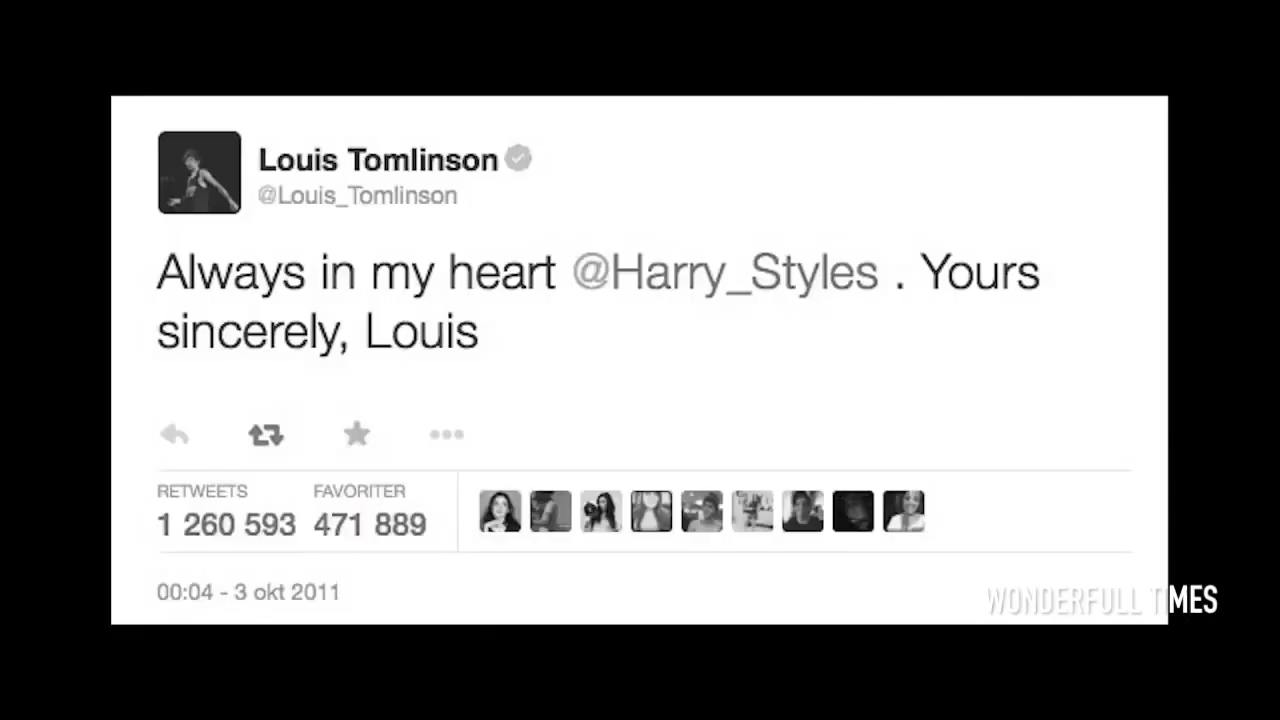 Louis Tomlinson
@Louis_Tomlinson
Always in my heart @Harry_Styles . Yours
sincerely, Louis
RETWEETS FAVORITER
1 260 593 471 889
00:04 - 3 okt 2011
WONDERFULL TIMES